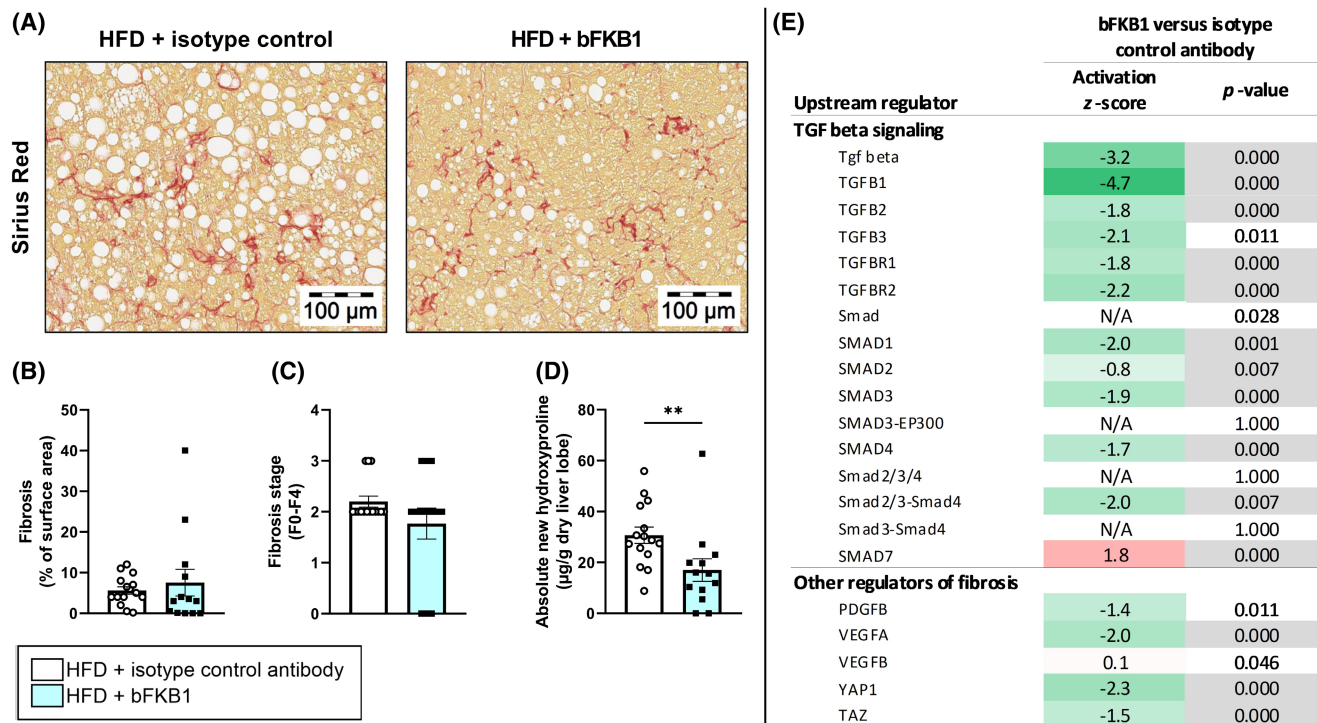 (A)
HFD + isotype control
HFD + bFKB1
Sirius Red
100 µm
100 µm
(B)
Fibrosis
(% of surface area)
50
40
30
20
10
0
(C)
Fibrosis stage
(F0-F4)
4
3
2
1
0
(D)
Absolute new hydroxyproline
(µg/g dry liver lobe)
80
60
40
20
0
**
HFD + isotype control antibody
HFD + bFKB1
(E)
bFKB1 versus isotype
control antibody
Activation
Upstream regulator z -score p -value
TGF beta signaling
Tgf beta -3.2 0.000
TGFB1 -4.7 0.000
TGFB2 -1.8 0.000
TGFB3 -2.1 0.011
TGFBR1 -1.8 0.000
TGFBR2 -2.2 0.000
Smad N/A 0.028
SMAD1 -2.0 0.001
SMAD2 -0.8 0.007
SMAD3 -1.9 0.000
SMAD3-EP300 N/A 1.000
SMAD4 -1.7 0.000
Smad2/3/4 N/A 1.000
Smad2/3-Smad4 -2.0 0.007
Smad3-Smad4 N/A 1.000
SMAD7 1.8 0.000
Other regulators of fibrosis
PDGFB -1.4 0.011
VEGFA -2.0 0.000
VEGFB 0.1 0.046
YAP1 -2.3 0.000
TAZ -1.5 0.000